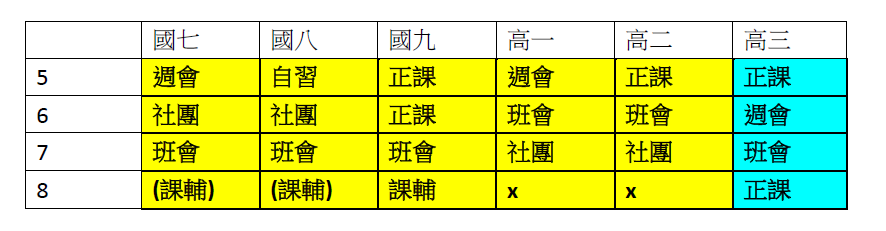 國七 國八 國九 高一 高二 高三
5 週會 自習 正課 週會 正課 正課
6 社團 社團 正課 班會 班會 週會
7 班會 班會 班會 社團 社團 班會
8 (課輔) (課輔) 課輔 x x 正課